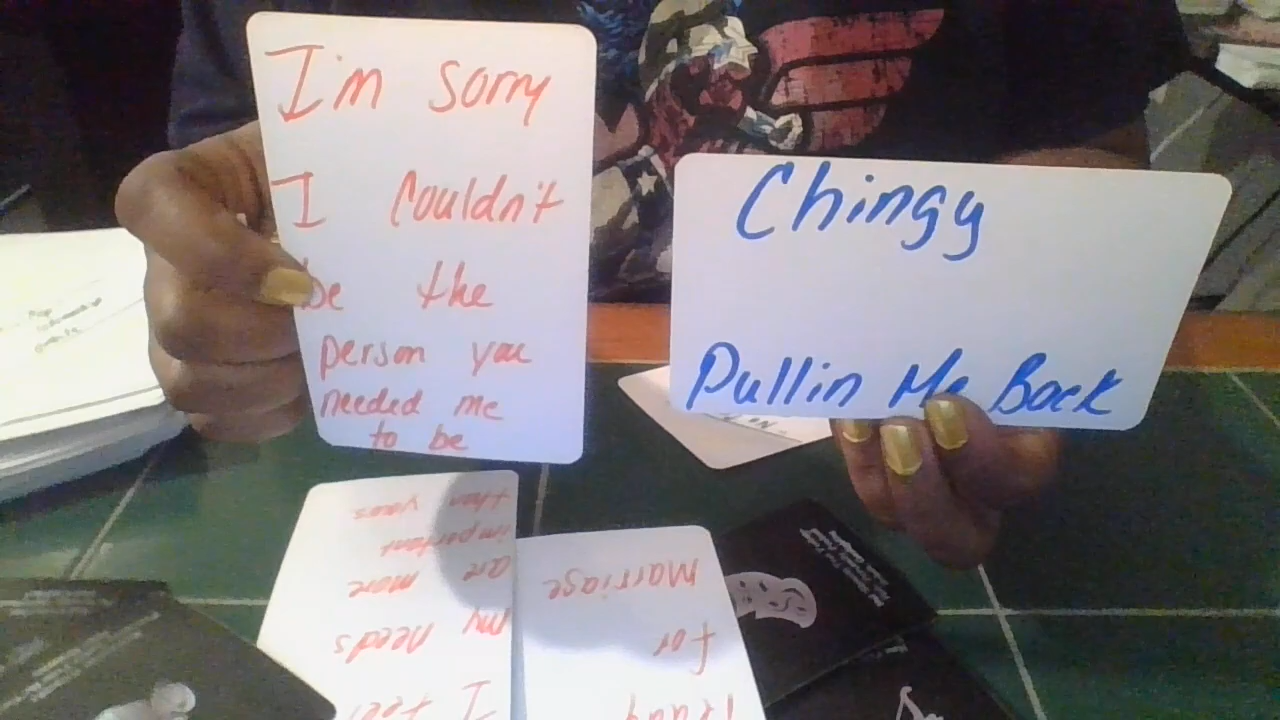 I'm sorry
I couldn't
be the
person you
needed me
to be
Chingy
Pullin Me Back
I feel
my needs
are more
important
than yours
Ready
for
Marriage